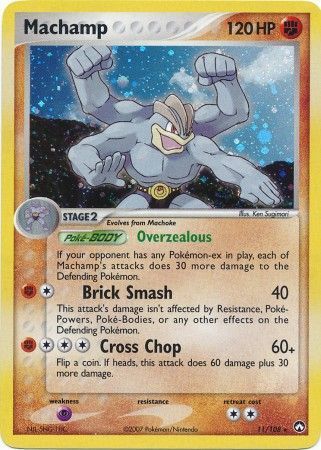 Machamp 120 HP
Illus. Ken Sugimori
STAGE 2 Evolves from Machoke
Poké-BODY Overzealous
If your opponent has any Pokémon-ex in play, each of
Machamp's attacks does 30 more damage to the
Defending Pokémon.
Brick Smash 40
This attack's damage isn't affected by Resistance, Poké-
Powers, Poké-Bodies, or any other effects on the
Defending Pokémon.
Cross Chop 60+
Flip a coin. If heads, this attack does 60 damage plus 30
more damage.
weakness resistance retreat cost
©2007 Pokémon/Nintendo 11/108